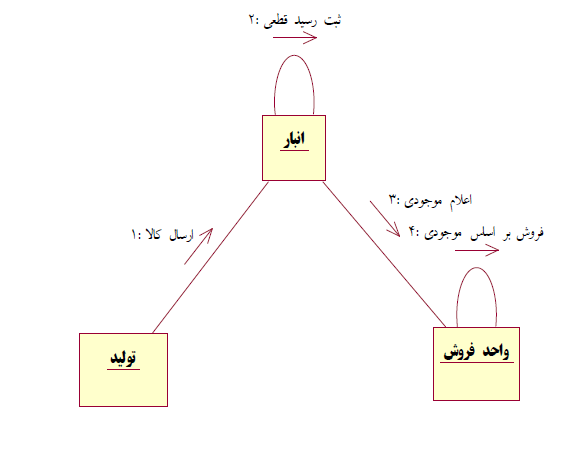 ۲: ثبت رسید قطعی
انبار
۳: اعلام موجودی
۱: ارسال کالا
۴: فروش بر اساس موجودی
تولید
واحد فروش